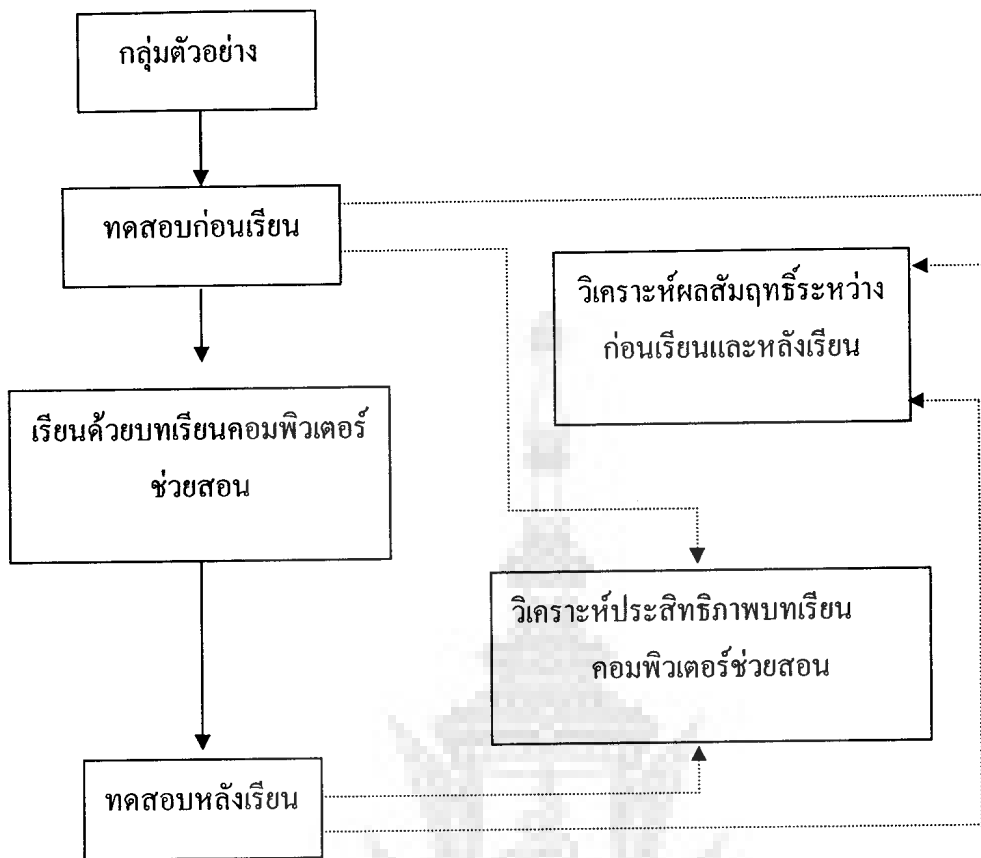 กลุ่มตัวอย่าง
ทดสอบก่อนเรียน
วิเคราะห์ผลสัมฤทธิ์ระหว่าง
ก่อนเรียนและหลังเรียน
เรียนด้วยบทเรียนคอมพิวเตอร์
ช่วยสอน
วิเคราะห์ประสิทธิภาพบทเรียน
คอมพิวเตอร์ช่วยสอน
ทดสอบหลังเรียน